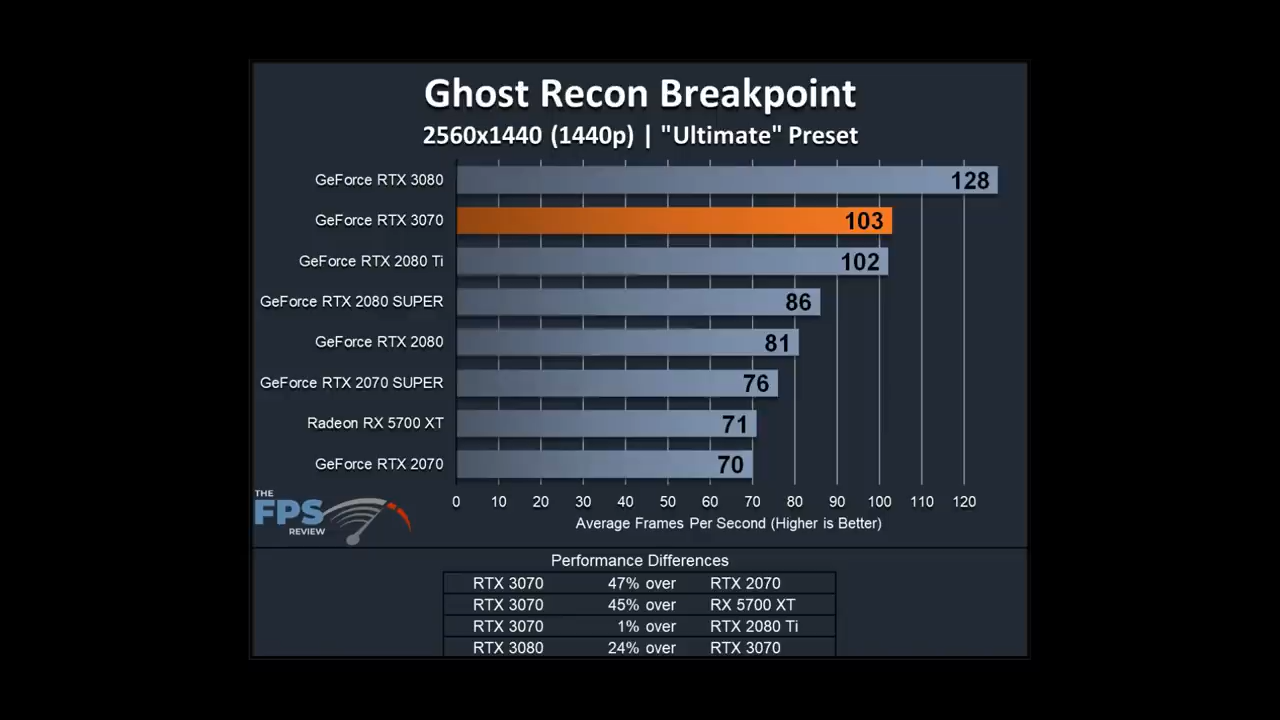 Ghost Recon Breakpoint
2560x1440 (1440p) | "Ultimate" Preset
GeForce RTX 3080 128
GeForce RTX 3070 103
GeForce RTX 2080 Ti 102
GeForce RTX 2080 SUPER 86
GeForce RTX 2080 81
GeForce RTX 2070 SUPER 76
Radeon RX 5700 XT 71
GeForce RTX 2070 70
0 10 20 30 40 50 60 70 80 90 100 110 120
Average Frames Per Second (Higher is Better)
THE
FPS
REVIEW
Performance Differences
RTX 3070 47% over RTX 2070
RTX 3070 45% over RX 5700 XT
RTX 3070 1% over RTX 2080 Ti
RTX 3080 24% over RTX 3070